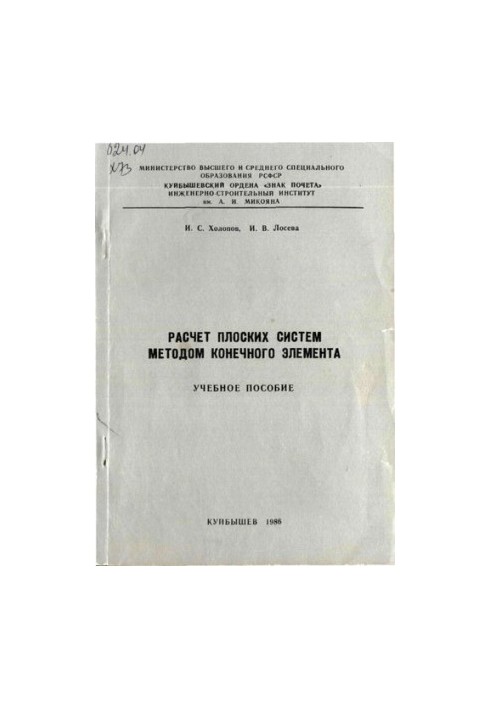 624.04
Х73
МИНИСТЕРСТВО ВЫСШЕГО И СРЕДНЕГО СПЕЦИАЛЬНОГО
ОБРАЗОВАНИЯ РСФСР
КУЙБЫШЕВСКИЙ ОРДЕНА «ЗНАК ПОЧЕТА»
ИНЖЕНЕРНО-СТРОИТЕЛЬНЫЙ ИНСТИТУТ
им. А. И. МИКОЯНА
И. С. Холопов, И. В. Лосева
РАСЧЕТ ПЛОСКИХ СИСТЕМ
МЕТОДОМ КОНЕЧНОГО ЭЛЕМЕНТА
УЧЕБНОЕ ПОСОБИЕ
КУЙБЫШЕВ 1986